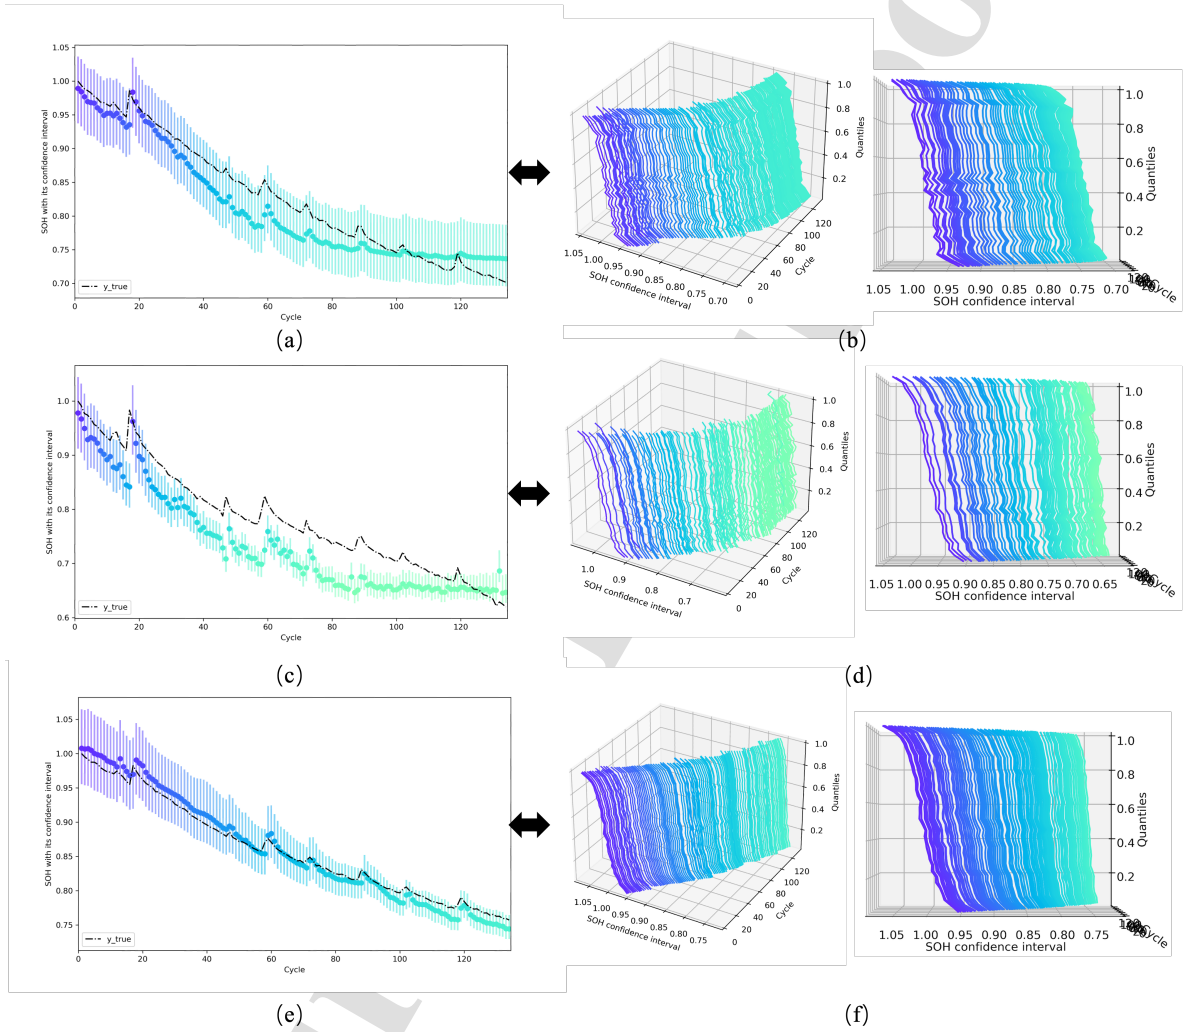 1.05
1.00
0.95
0.90
0.85
0.80
0.75
0.70
SOH with its confidence interval
y_true
0 20 40 60 80 100 120
Cycle
(a)
1.0
0.8
0.6
0.4
0.2
Quantiles
1.05 1.00 0.95 0.90 0.85 0.80 0.75 0.70
SOH confidence interval
0 20 40 60 80 100 120
Cycle
1.0
0.8
0.6
0.4
0.2
Quantiles
1.05 1.00 0.95 0.90 0.85 0.80 0.76 0.70
SOH confidence interval
Cycle
(b)
1.0
0.9
0.8
0.7
0.6
SOH with its confidence interval
y_true
0 20 40 60 80 100 120
Cycle
(c)
1.0
0.8
0.6
0.4
0.2
Quantiles
1.0 0.9 0.8 0.7
SOH confidence interval
0 20 40 60 80 100 120
Cycle
1.0
0.8
0.6
0.4
0.2
Quantiles
1.05 1.00 0.95 0.90 0.85 0.80 0.75 0.70 0.65
SOH confidence interval
Cycle
(d)
1.05
1.00
0.95
0.90
0.85
0.80
0.75
SOH with its confidence interval
y_true
0 20 40 60 80 100 120
Cycle
(e)
1.0
0.8
0.6
0.4
0.2
Quantiles
1.05 1.00 0.95 0.90 0.85 0.80 0.75
SOH confidence interval
0 20 40 60 80 100 120
Cycle
1.0
0.8
0.6
0.4
0.2
Quantiles
1.05 1.00 0.95 0.90 0.85 0.80 0.75
SOH confidence interval
Cycle
(f)